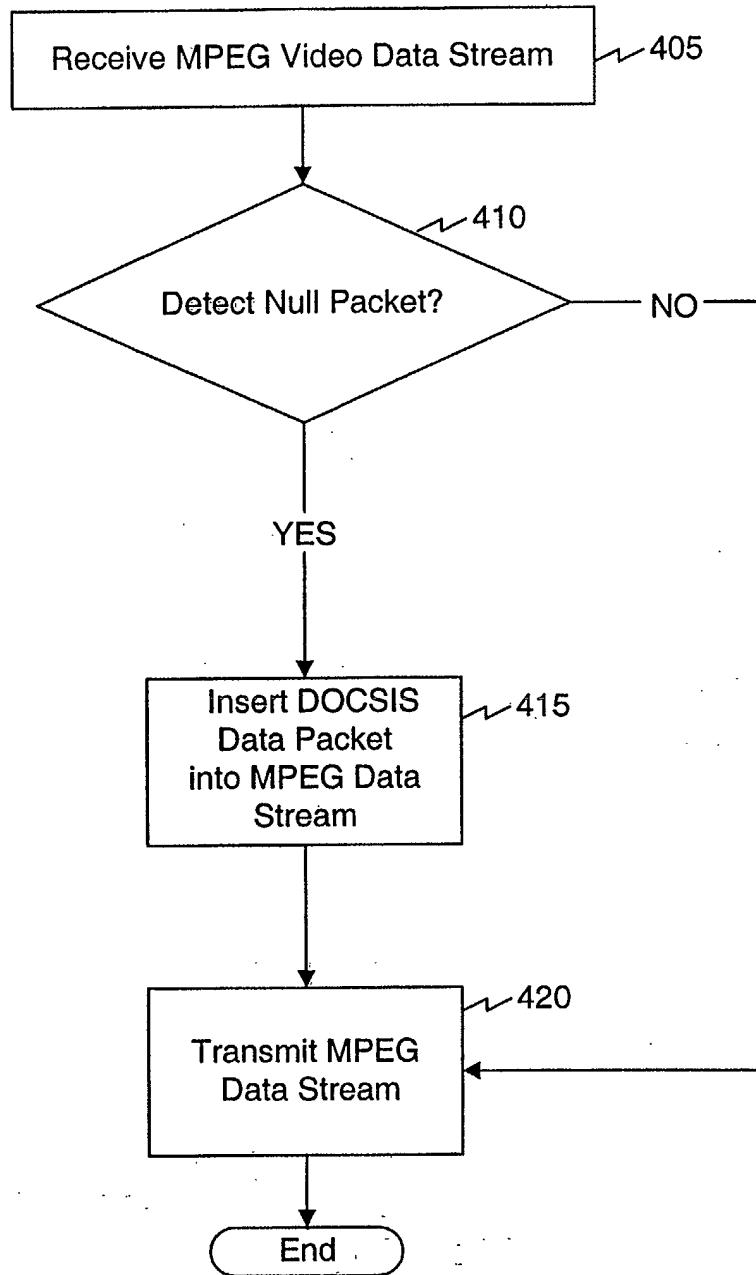 Receive MPEG Video Data Stream
405
410
Detect Null Packet?
NO
YES
Insert DOCSIS
Data Packet
into MPEG Data
Stream
415
420
Transmit MPEG
Data Stream
End